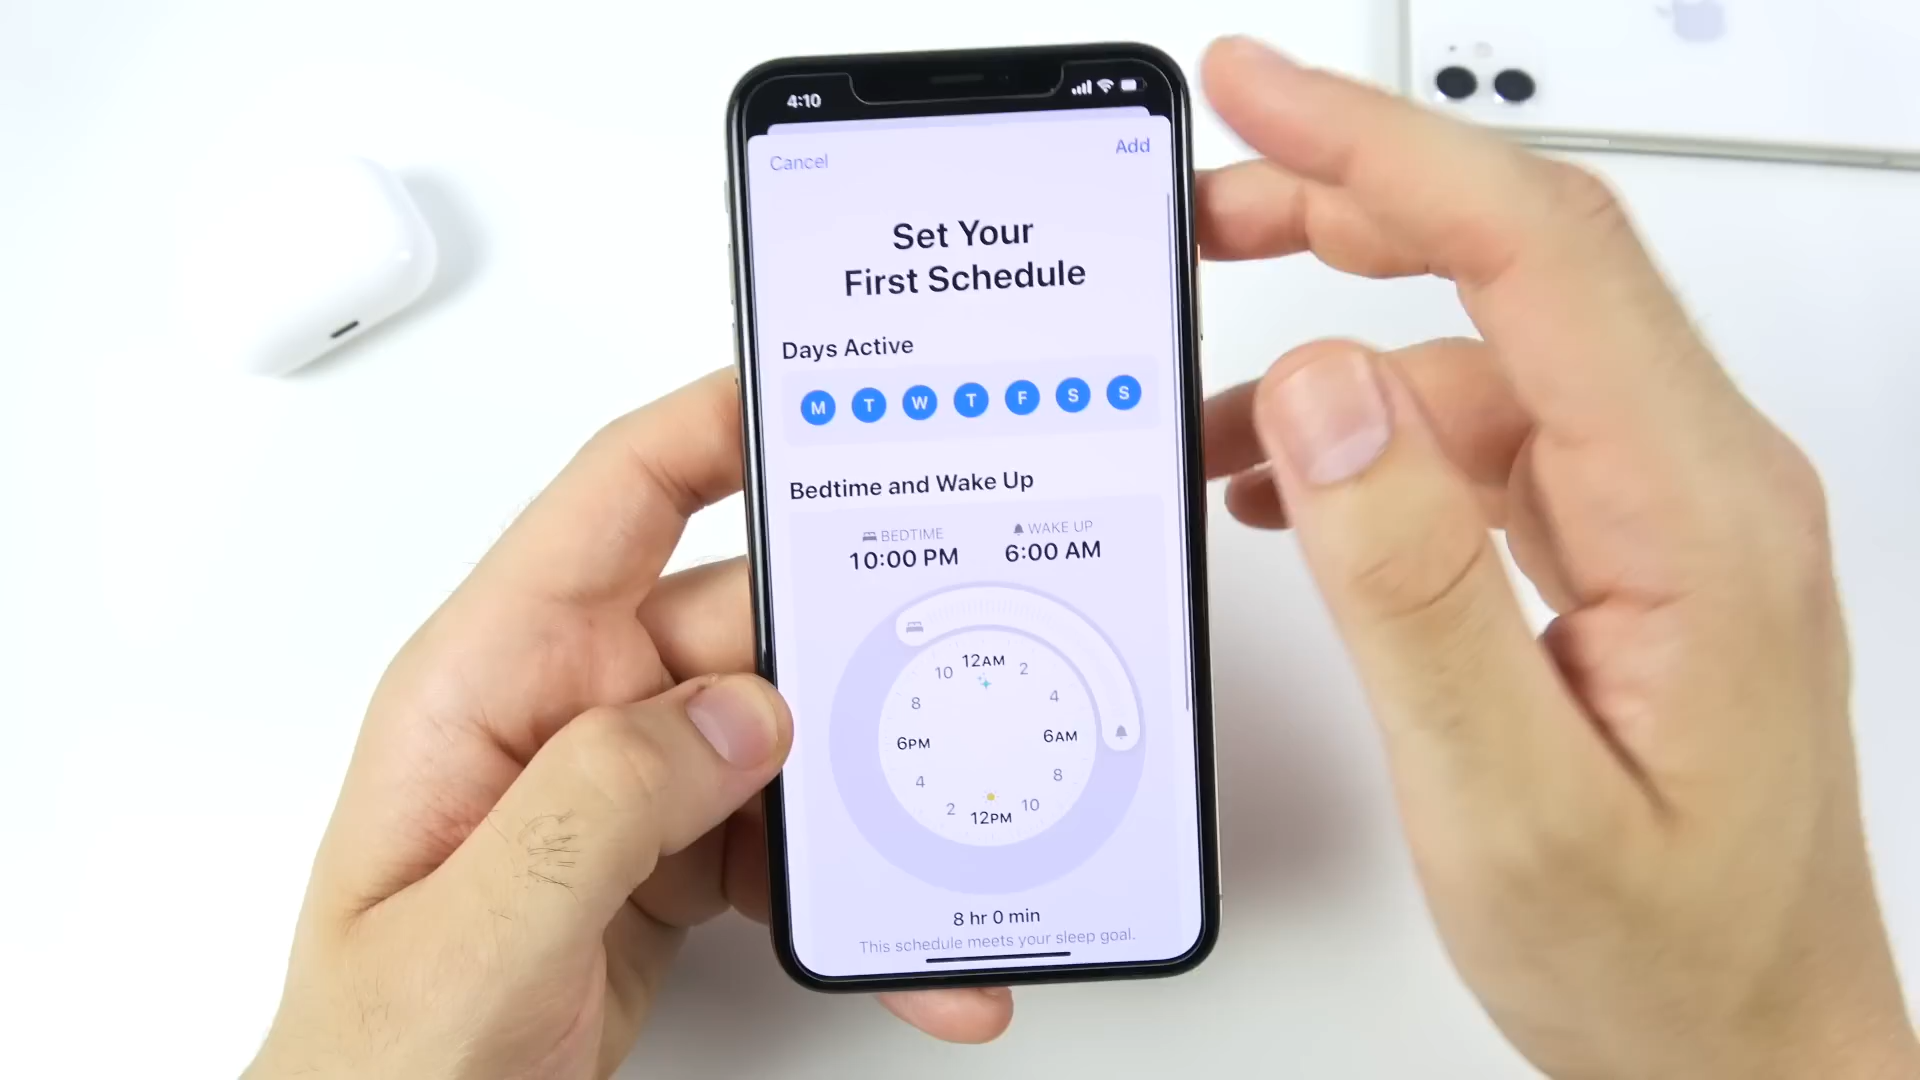 4:10
Cancel
Add
Set Your
First Schedule
Days Active
M T W T F S S
Bedtime and Wake Up
BEDTIME
10:00 PM
WAKE UP
6:00 AM
12AM
2
4
6AM
8
10
12PM
2
4
6PM
8
10
8 hr 0 min
This schedule meets your sleep goal.